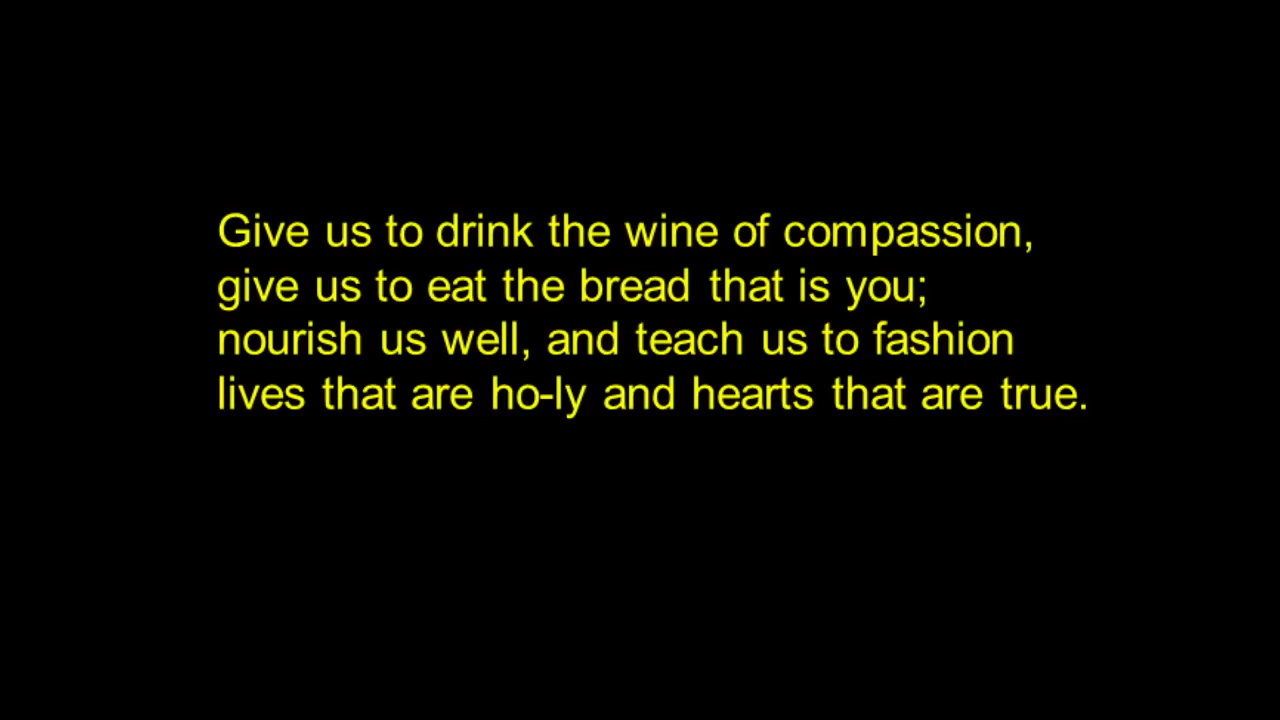 Give us to drink the wine of compassion,
give us to eat the bread that is you;
nourish us well, and teach us to fashion
lives that are ho-ly and hearts that are true.